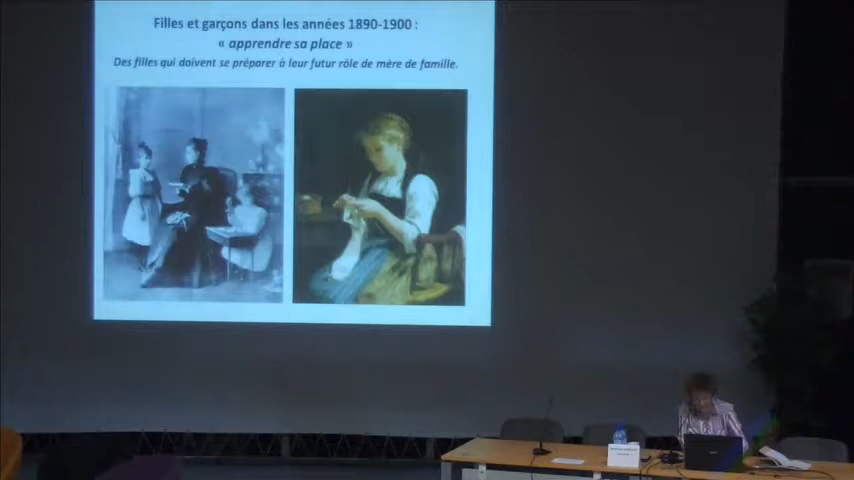 Filles et garçons dans les années 1890-1900 :
« apprendre sa place »
Des filles qui doivent se préparer à leur futur rôle de mère de famille.